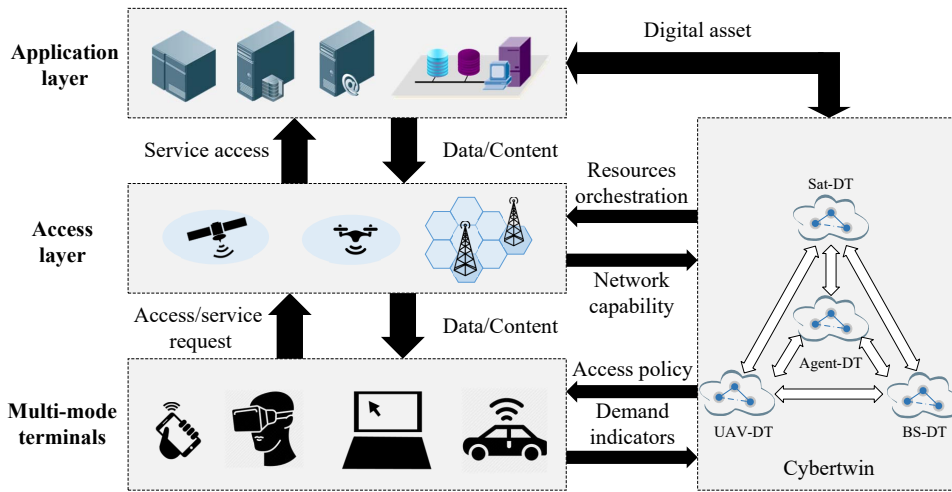 Application
layer
Digital asset
Service access
Data/Content
Resources
orchestration
Sat-DT
Access
layer
Network
capability
Access/service
request
Data/Content
Agent-DT
Access policy
Multi-mode
terminals
Demand
indicators
UAV-DT
BS-DT
Cybertwin